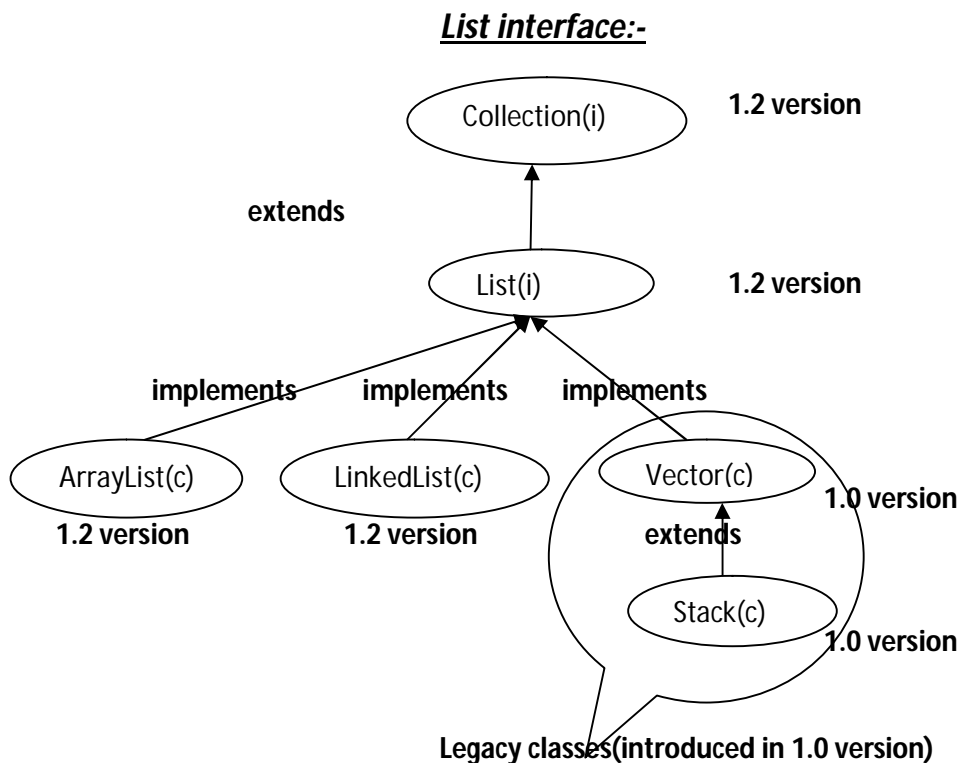 List interface:-
Collection(i)
1.2 version
extends
List(i)
1.2 version
implements
implements
implements
ArrayList(c)
LinkedList(c)
Vector(c)
1.0 version
1.2 version
1.2 version
extends
Stack(c)
1.0 version
Legacy classes(introduced in 1.0 version)